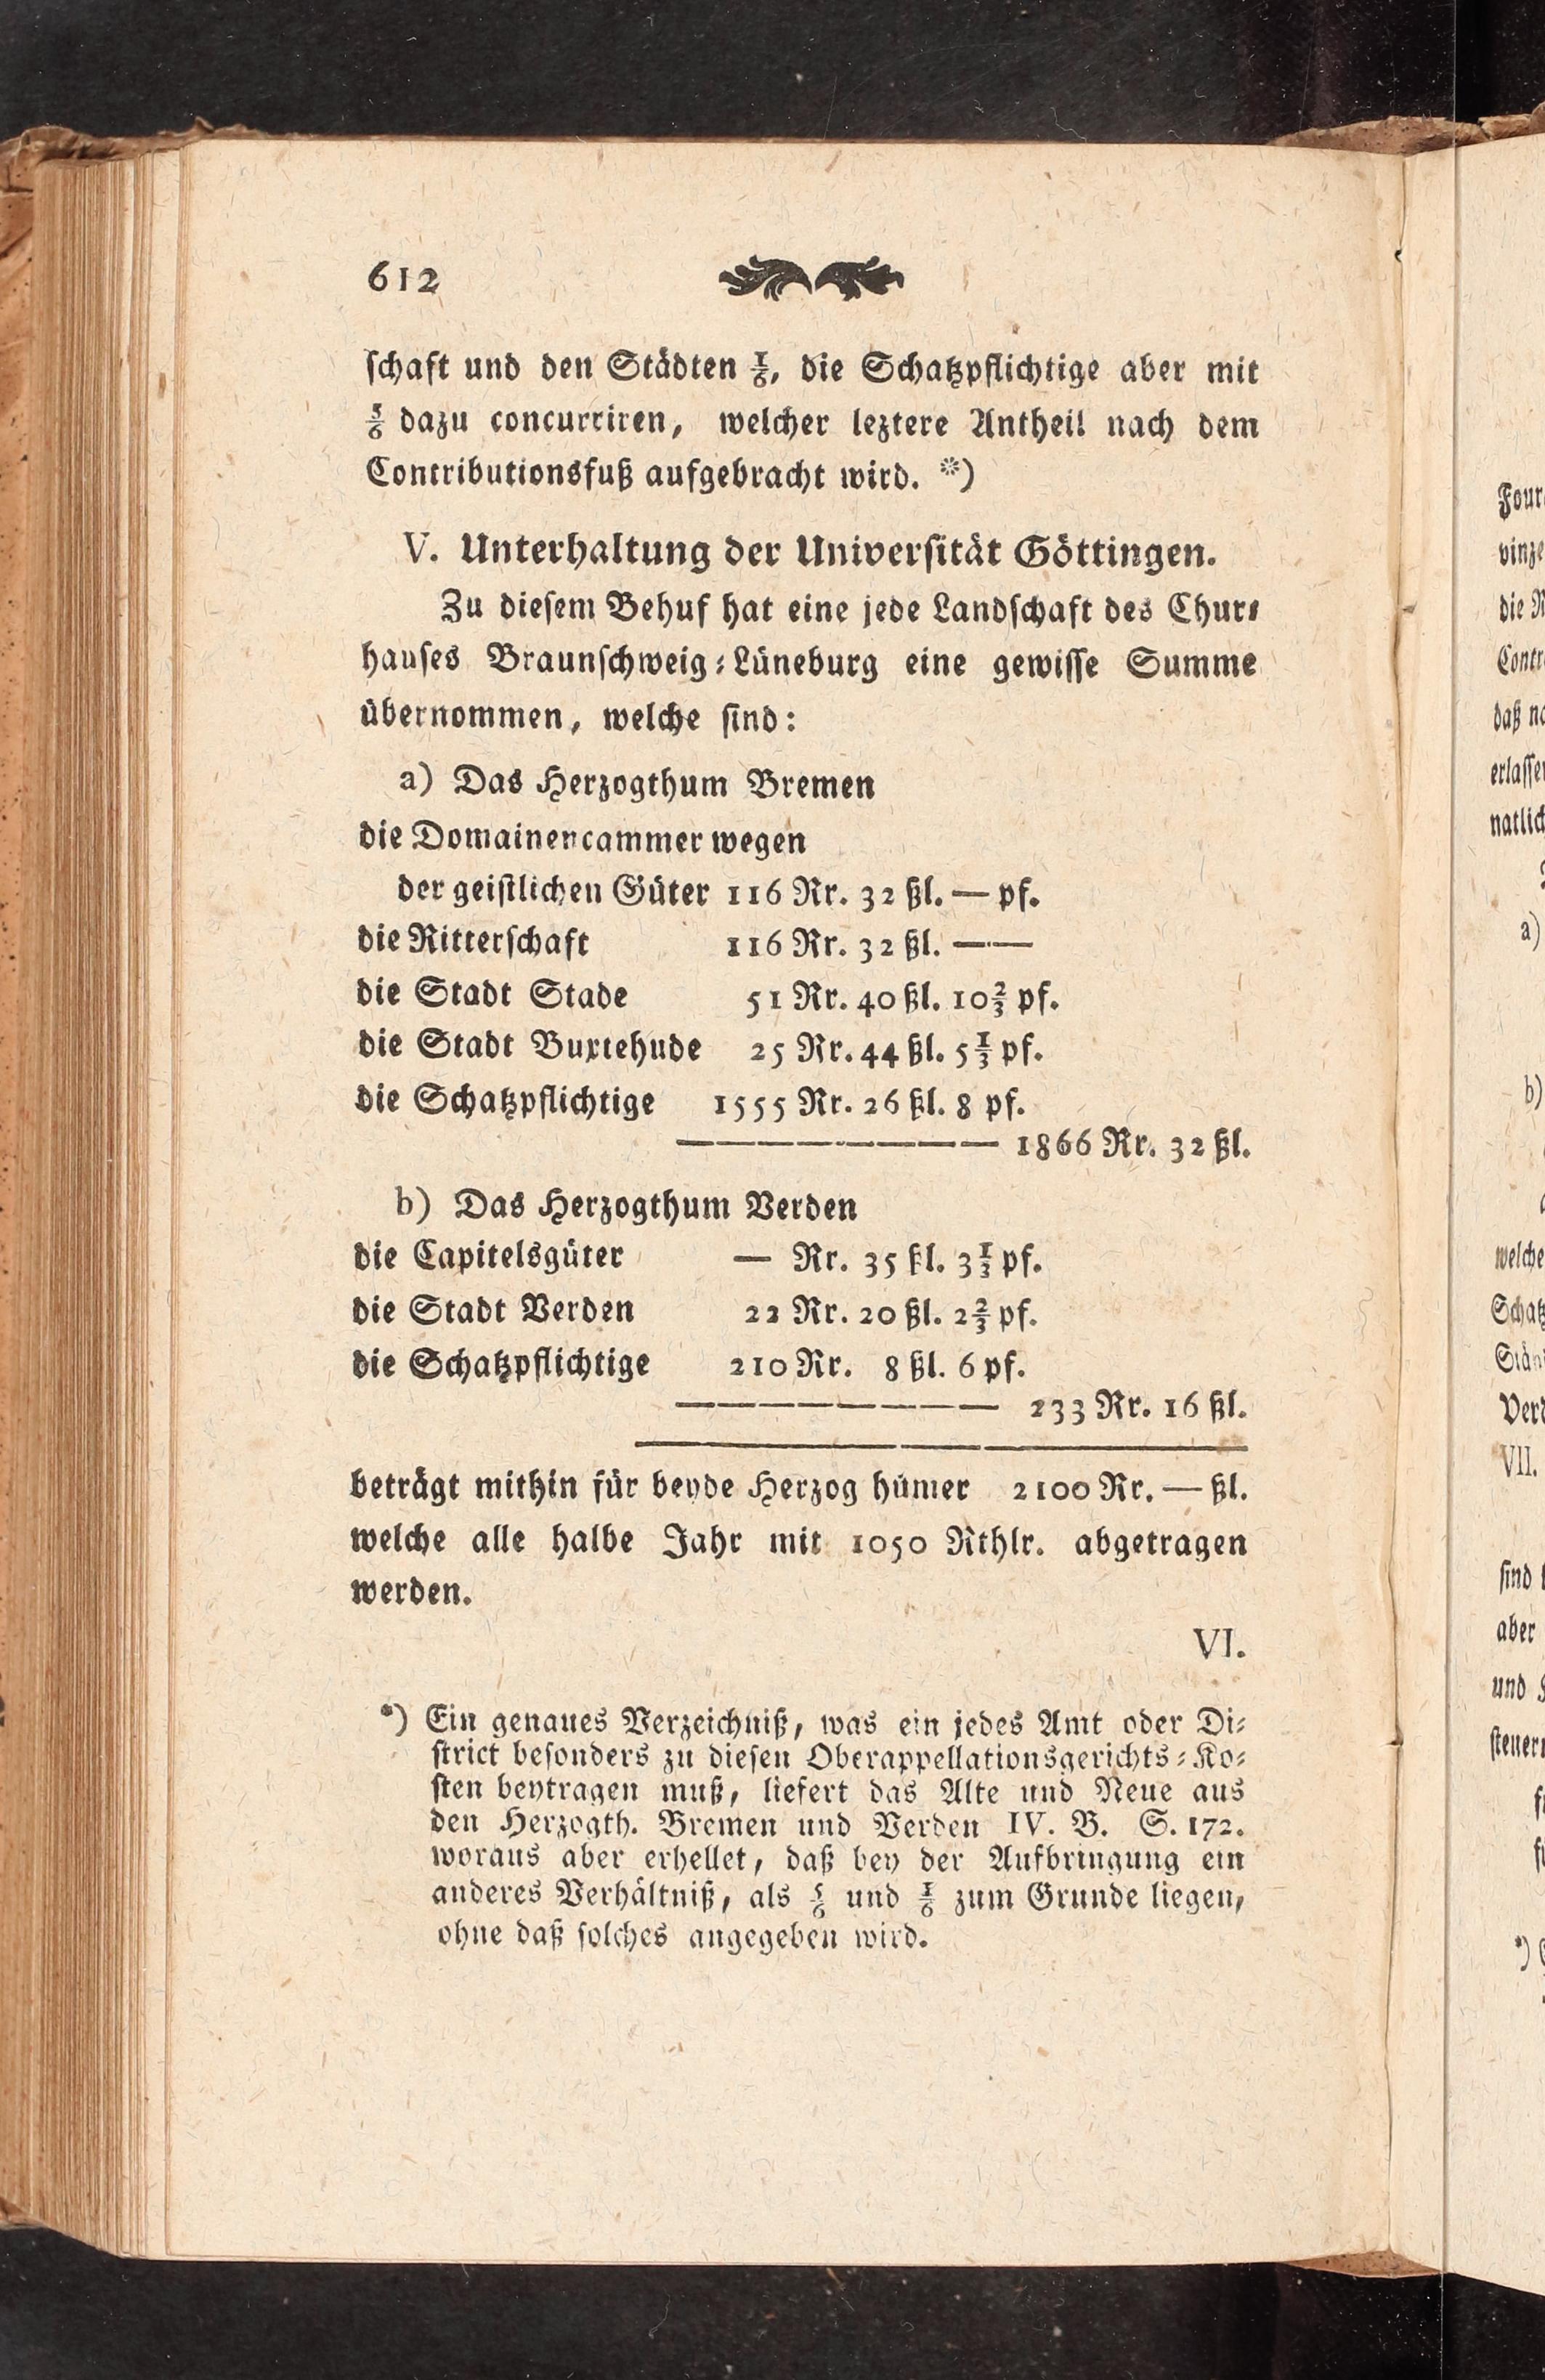 612
schaft und den Städten 1/6, die Schatzpflichtige aber mit
5/6 dazu concurriren, welcher leztere Antheil nach dem
Contributionsfuß aufgebracht wird. *)
V. Unterhaltung der Universität Göttingen.
Zu diesem Behuf hat eine jede Landschaft des Chur-
hauses Braunschweig-Lüneburg eine gewisse Summe
übernommen, welche sind:
a) Das Herzogthum Bremen
die Domainencammer wegen
der geistlichen Güter 116 Rr. 32 ßl. — pf.
die Ritterschaft 116 Rr. 32 ßl. ——
die Stadt Stade 51 Rr. 40 ßl. 10 2/3 pf.
die Stadt Buxtehude 25 Rr. 44 ßl. 5 1/3 pf.
die Schatzpflichtige 1555 Rr. 26 ßl. 8 pf.
———————— 1866 Rr. 32 ßl.
b) Das Herzogthum Verden
die Capitelsgüter — Rr. 35 ßl. 3 1/3 pf.
die Stadt Verden 22 Rr. 20 ßl. 2 2/3 pf.
die Schatzpflichtige 210 Rr. 8 ßl. 6 pf.
———————— 233 Rr. 16 ßl.
beträgt mithin für beyde Herzog hümer 2100 Rr. — ßl.
welche alle halbe Jahr mit 1050 Rthlr. abgetragen
werden.
VI.
*) Ein genaues Verzeichniß, was ein jedes Amt oder Di-
strict besonders zu diesen Oberappellationsgerichts-Ko-
sten beytragen muß, liefert das Alte und Neue aus
den Herzogth. Bremen und Verden IV. B. S. 172.
woraus aber erhellet, daß bey der Aufbringung ein
anderes Verhältniß, als 5/6 und 1/6 zum Grunde liegen,
ohne daß solches angegeben wird.